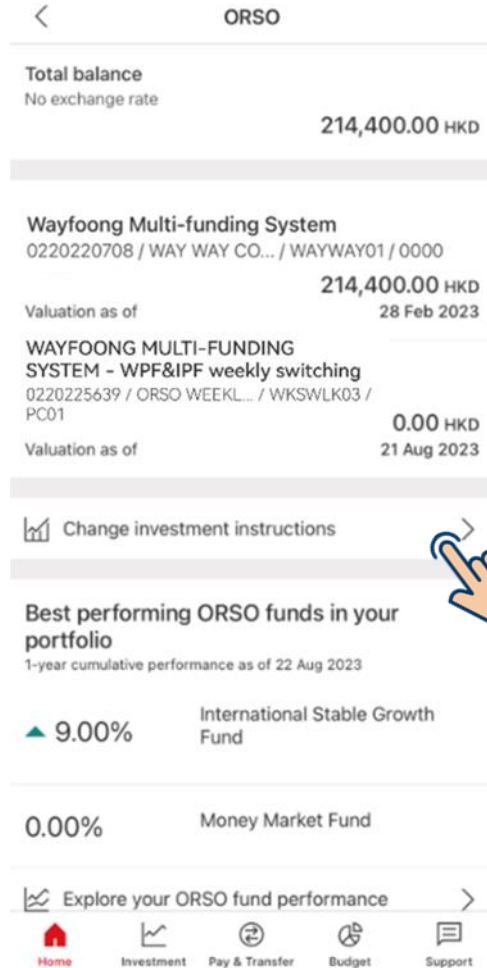 ORSO
Total balance
No exchange rate
214,400.00 HKD
Wayfoong Multi-funding System
0220220708 / WAY WAY CO... / WAYWAY01 / 0000
214,400.00 HKD
Valuation as of 28 Feb 2023
WAYFOONG MULTI-FUNDING
SYSTEM - WPF&IPF weekly switching
0220225639 / ORSO WEEKL... / WKSWLK03 /
PC01
0.00 HKD
Valuation as of 21 Aug 2023
Change investment instructions
Best performing ORSO funds in your
portfolio
1-year cumulative performance as of 22 Aug 2023
9.00% International Stable Growth
Fund
0.00% Money Market Fund
Explore your ORSO fund performance
Home Investment Pay & Transfer Budget Support